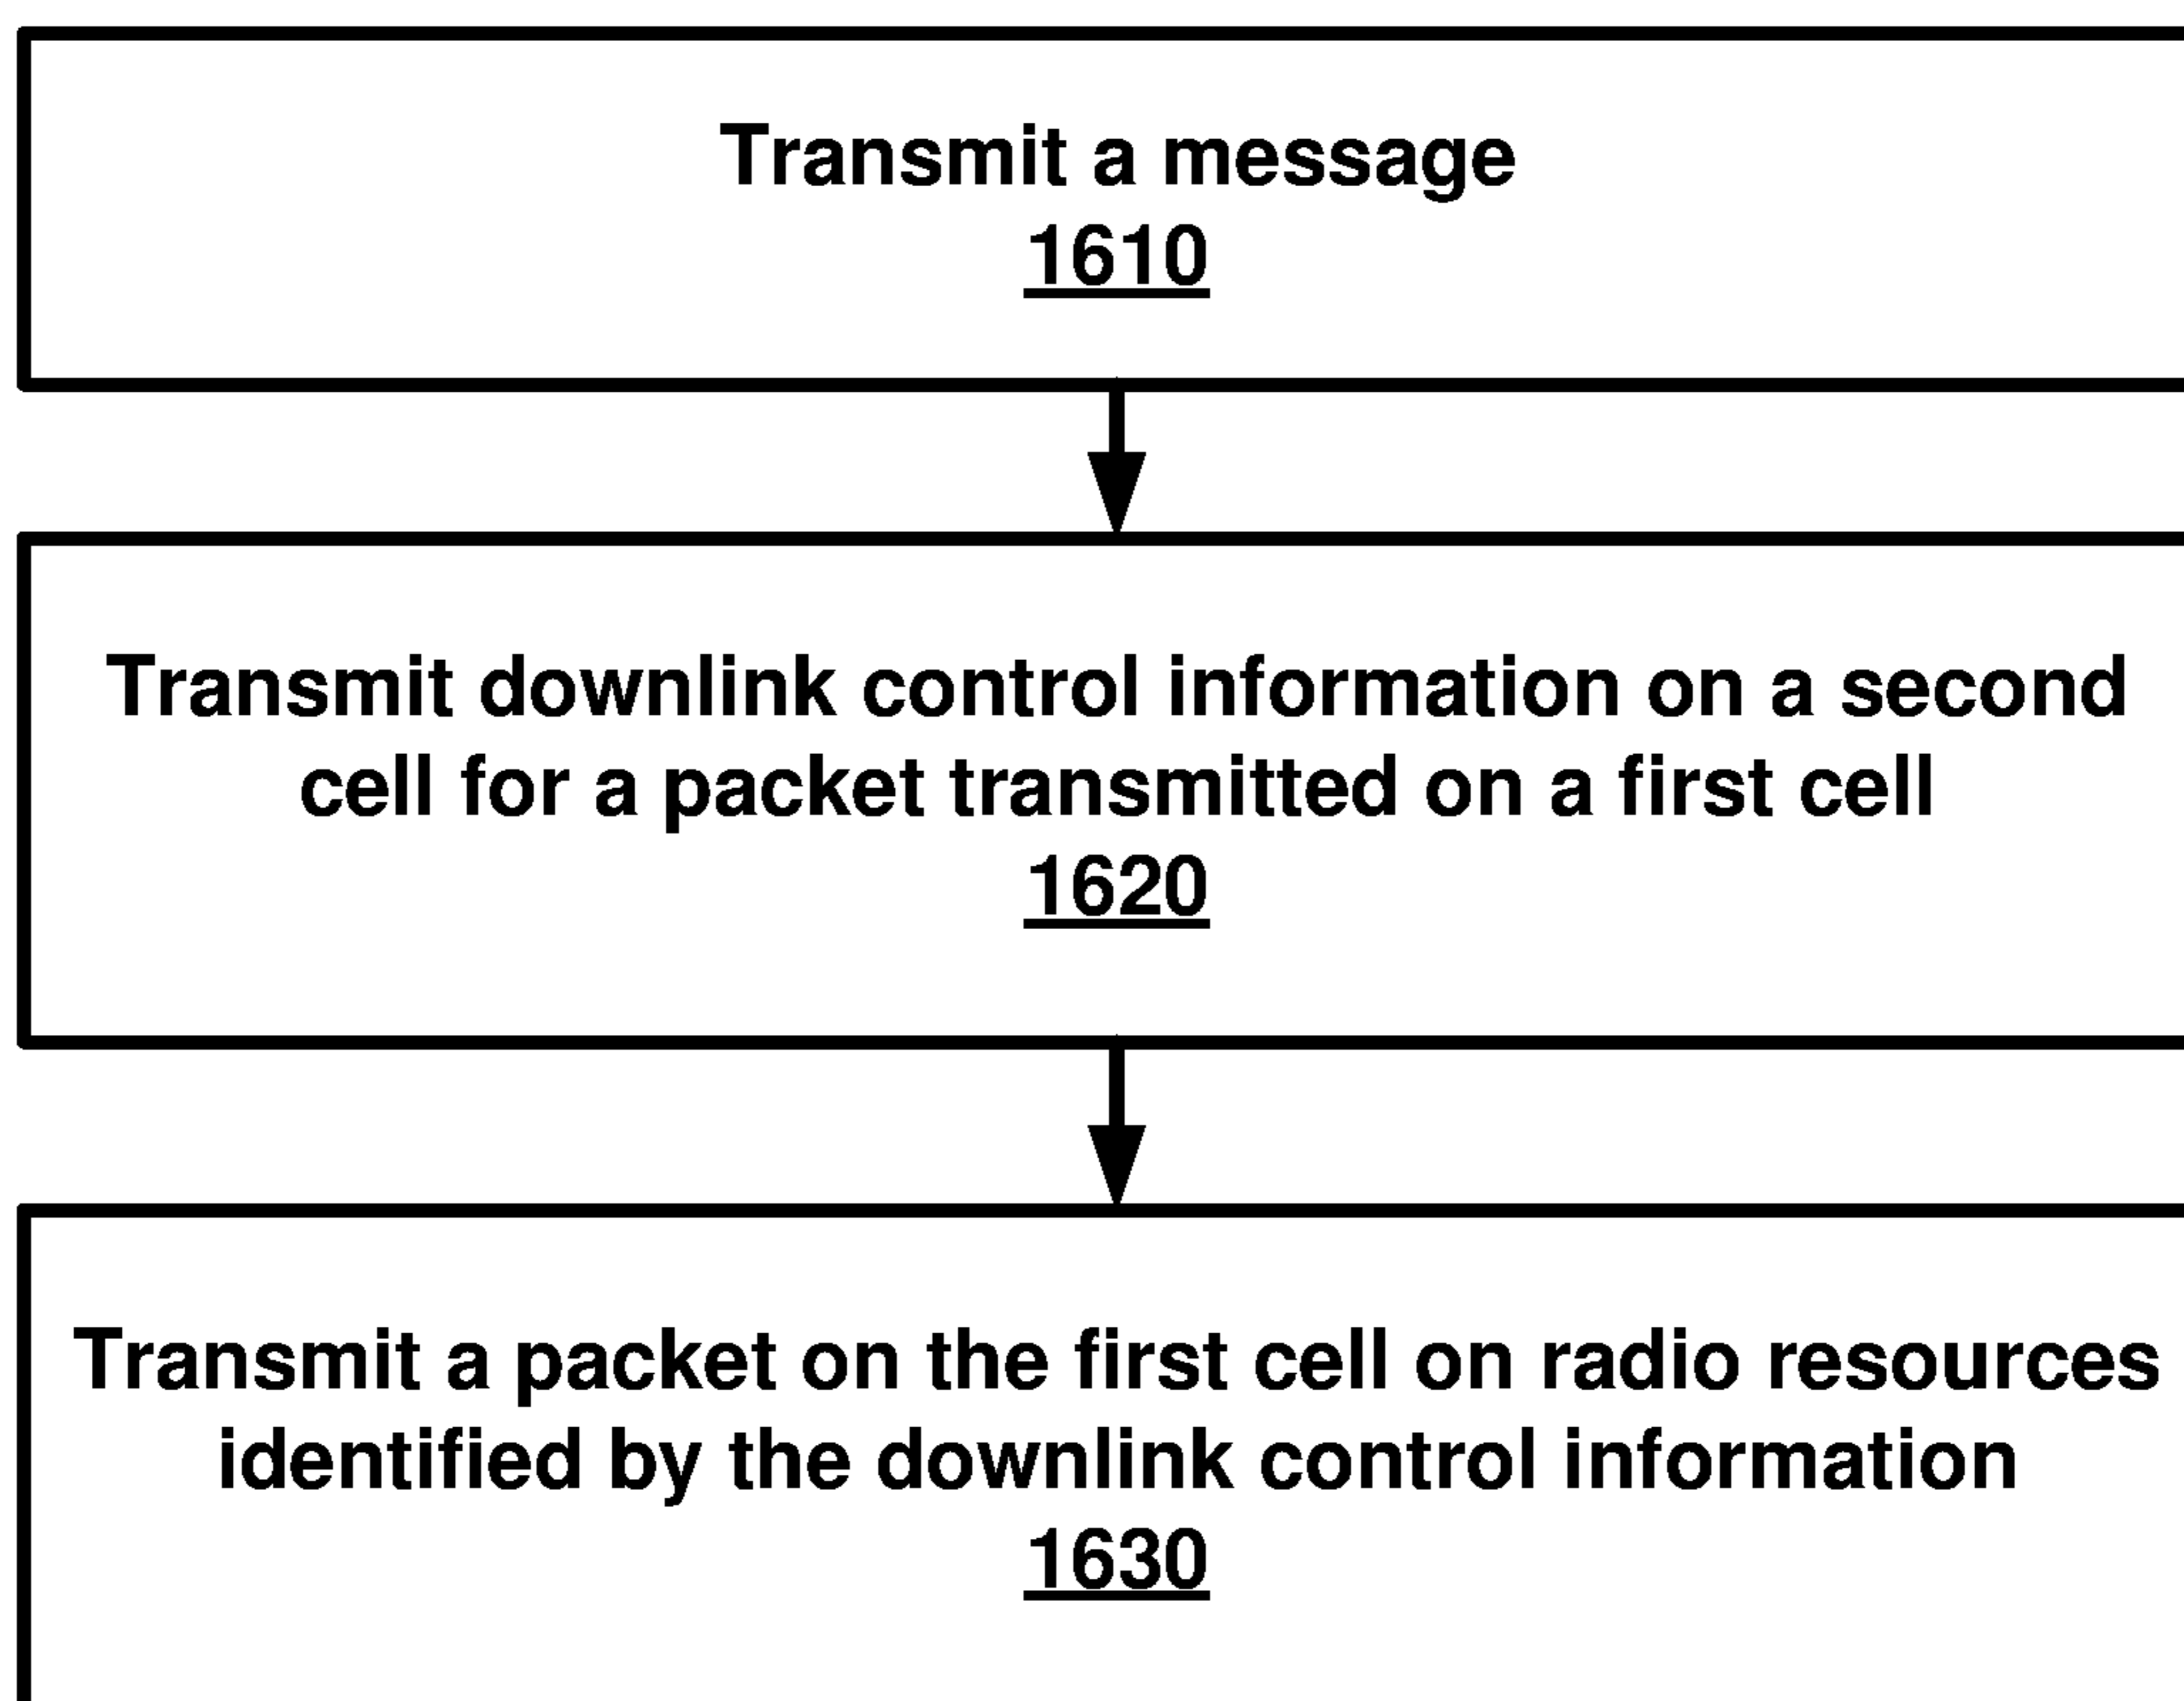 Transmit a message
1610
Transmit downlink control information on a second
cell for a packet transmitted on a first cell
1620
Transmit a packet on the first cell on radio resources
identified by the downlink control information
1630